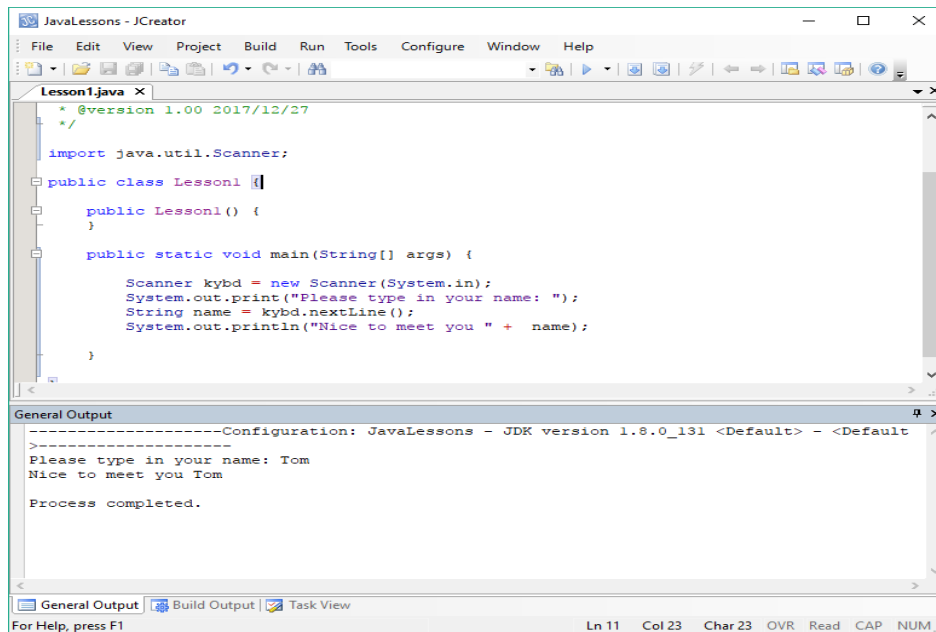 JavaLessons - JCreator
File Edit View Project Build Run Tools Configure Window Help
Lesson1.java
* @version 1.00 2017/12/27
*/
import java.util.Scanner;
public class Lesson1 {
public Lesson1() {
}
public static void main(String[] args) {
Scanner kybd = new Scanner(System.in);
System.out.print("Please type in your name: ");
String name = kybd.nextLine();
System.out.println("Nice to meet you " +  name);
}
General Output
--------------------Configuration: JavaLessons - JDK version 1.8.0_131 <Default> - <Default
>--------------------
Please type in your name: Tom
Nice to meet you Tom
Process completed.
General Output Build Output Task View
For Help, press F1 Ln 11 Col 23 Char 23 OVR Read CAP NUM